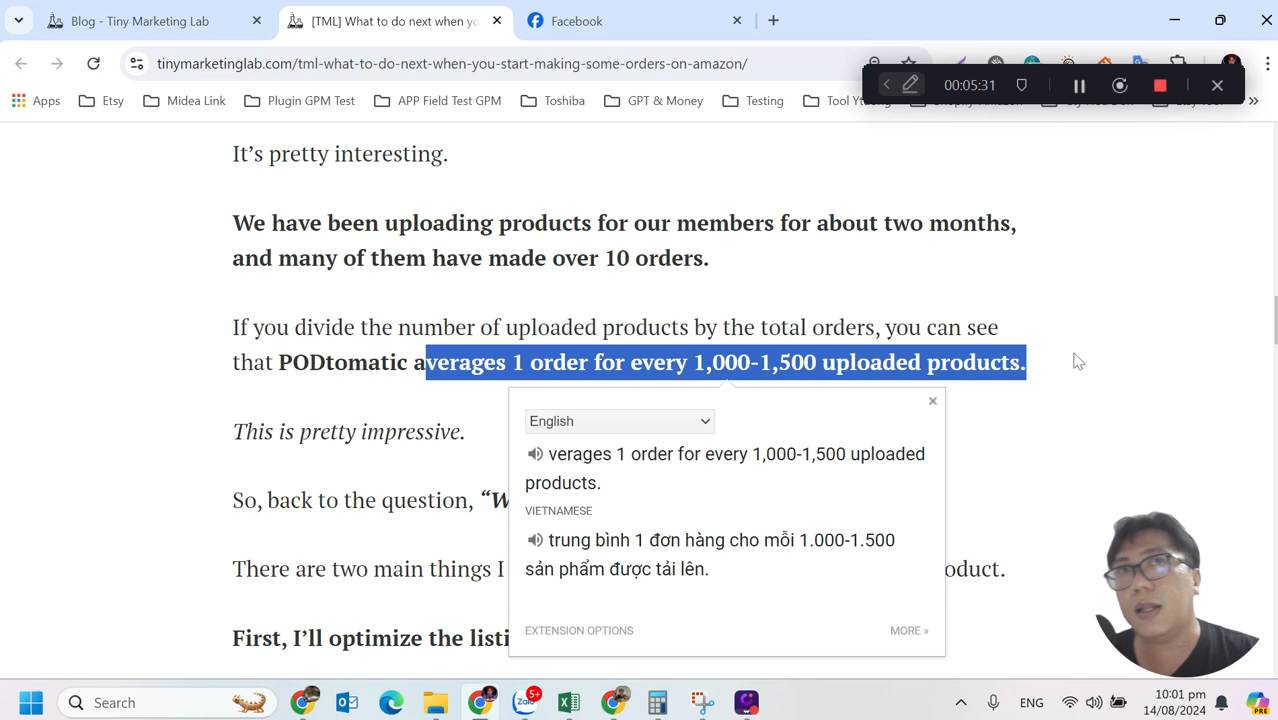 Blog - Tiny Marketing Lab
[TML] What to do next when yo
Facebook
tinymarketinglab.com/tml-what-to-do-next-when-you-start-making-some-orders-on-amazon/
00:05:31
Apps
Etsy
Midea Link
Plugin GPM Test
APP Field Test GPM
Toshiba
GPT & Money
Testing
It's pretty interesting.
We have been uploading products for our members for about two months,
and many of them have made over 10 orders.
If you divide the number of uploaded products by the total orders, you can see
that PODtomatic averages 1 order for every 1,000-1,500 uploaded products.
English
verages 1 order for every 1,000-1,500 uploaded
products.
This is pretty impressive.
So, back to the question, “W
VIETNAMESE
trung bình 1 đơn hàng cho mỗi 1.000-1.500
sản phẩm được tải lên.
There are two main things I
oduct.
EXTENSION OPTIONS
MORE »
First, I'll optimize the listi
Search
Zalo
5+
ENG
10:01 pm
14/08/2024
PRE